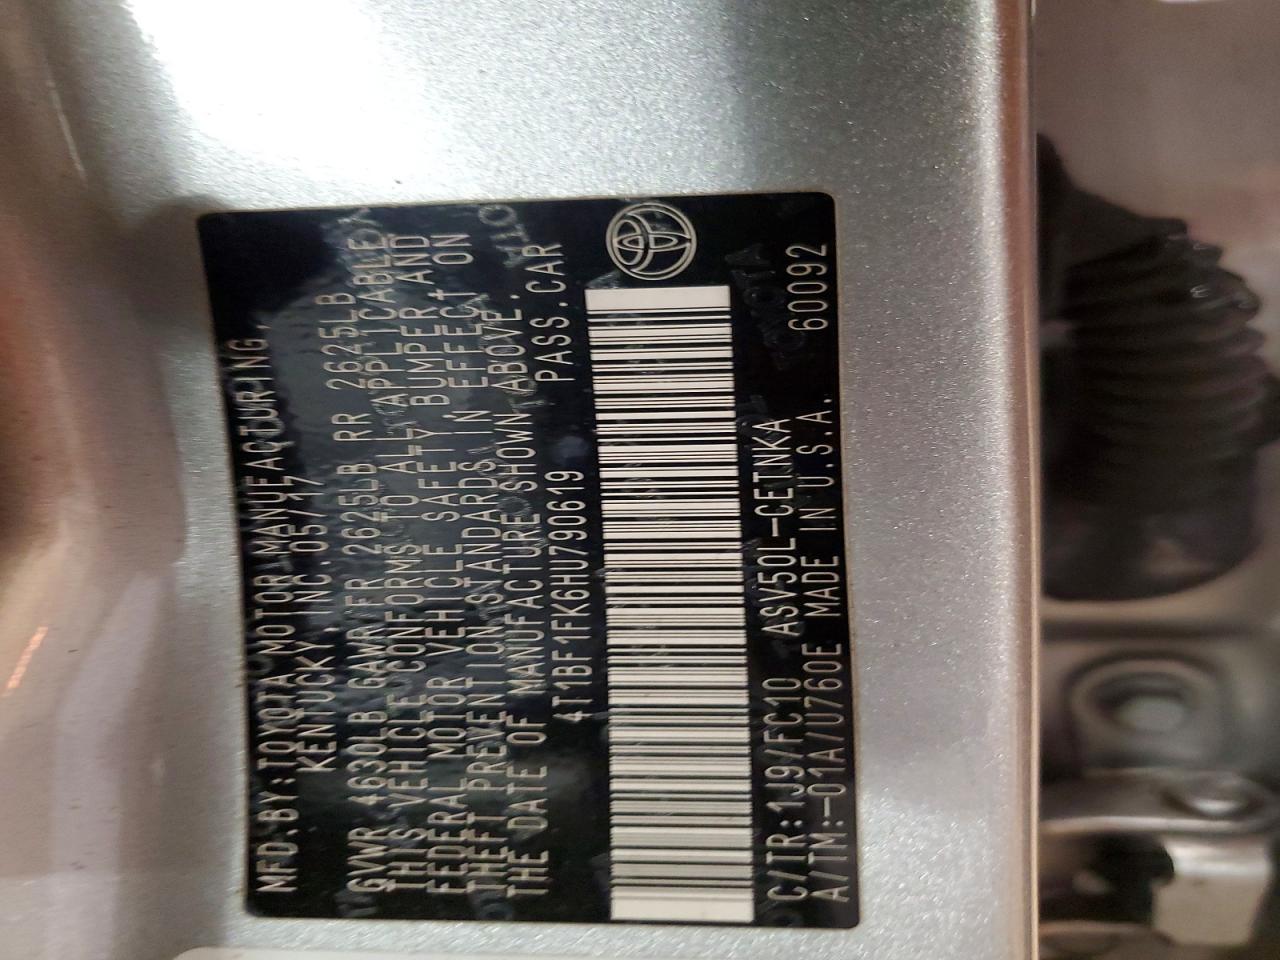 MFD.BY:TOYOTA MOTOR MANUFACTURING,
KENTUCKY, INC. 05/17
GVWR 4630LB GAWR FR 2625LB RR 2625LB
THIS VEHICLE CONFORMS TO ALL APPLICABLE
FEDERAL MOTOR VEHICLE SAFETY, BUMPER AND
THEFT PREVENTION STANDARDS IN EFFECT ON
THE DATE OF MANUFACTURE SHOWN ABOVE.
4T1BF1FK6HU790619 PASS.CAR
C/TR:1J9/FC10 ASV50L-CETNKA
A/TM:-01A/U760E MADE IN U.S.A. 60092